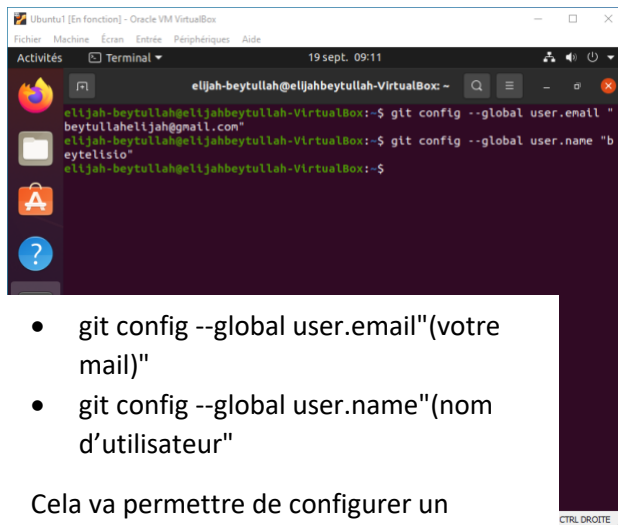 Ubuntu1 [En fonction] - Oracle VM VirtualBox
Fichier Machine Écran Entrée Périphériques Aide
Activités Terminal 19 sept. 09:11
elijah-beytullah@elijahbeytullah-VirtualBox: ~
elijah-beytullah@elijahbeytullah-VirtualBox:~$ git config --global user.email "
beytullahelijah@gmail.com"
elijah-beytullah@elijahbeytullah-VirtualBox:~$ git config --global user.name "b
eytelisio"
elijah-beytullah@elijahbeytullah-VirtualBox:~$
• git config --global user.email"(votre
mail)"
• git config --global user.name"(nom
d’utilisateur"
Cela va permettre de configurer un
CTRL DROITE